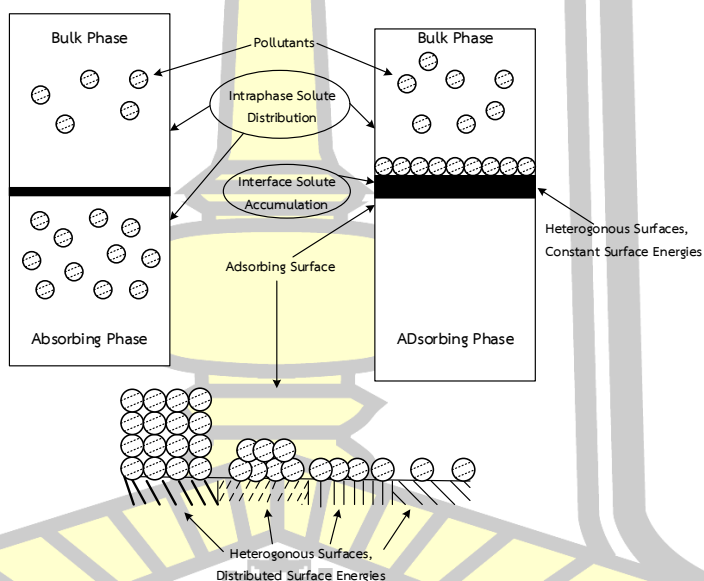 Bulk Phase
Bulk Phase
Pollutants
Intraphase Solute
Distribution
Interface Solute
Accumulation
Heterogonous Surfaces,
Constant Surface Energies
Adsorbing Surface
Absorbing Phase
ADsorbing Phase
Heterogonous Surfaces,
Distributed Surface Energies